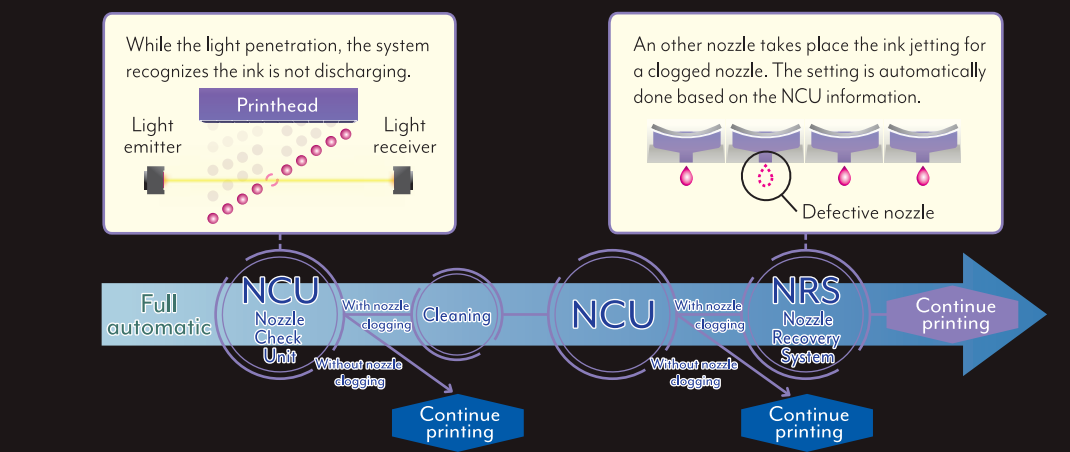 While the light penetration, the system
recognizes the ink is not discharging.
Printhead
Light
emitter
Light
receiver
An other nozzle takes place the ink jetting for
a clogged nozzle. The setting is automatically
done based on the NCU information.
Defective nozzle
Full
automatic
NCU
Nozzle
Check
Unit
With nozzle
clogging
Without nozzle
clogging
Cleaning
Continue
printing
NCU
With nozzle
clogging
Without nozzle
clogging
NRS
Nozzle
Recovery
System
Continue
printing
Continue
printing